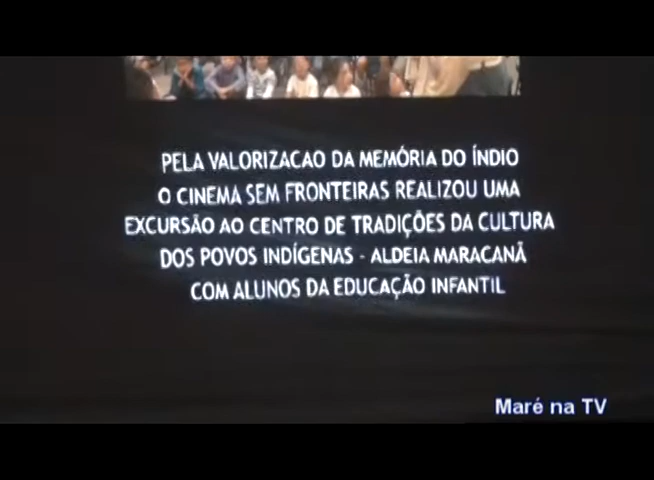 PELA VALORIZACAO DA MEMÓRIA DO ÍNDIO
O CINEMA SEM FRONTEIRAS REALIZOU UMA
EXCURSÃO AO CENTRO DE TRADIÇÕES DA CULTURA
DOS POVOS INDÍGENAS - ALDEIA MARACANÃ
COM ALUNOS DA EDUCAÇÃO INFANTIL
Maré na TV